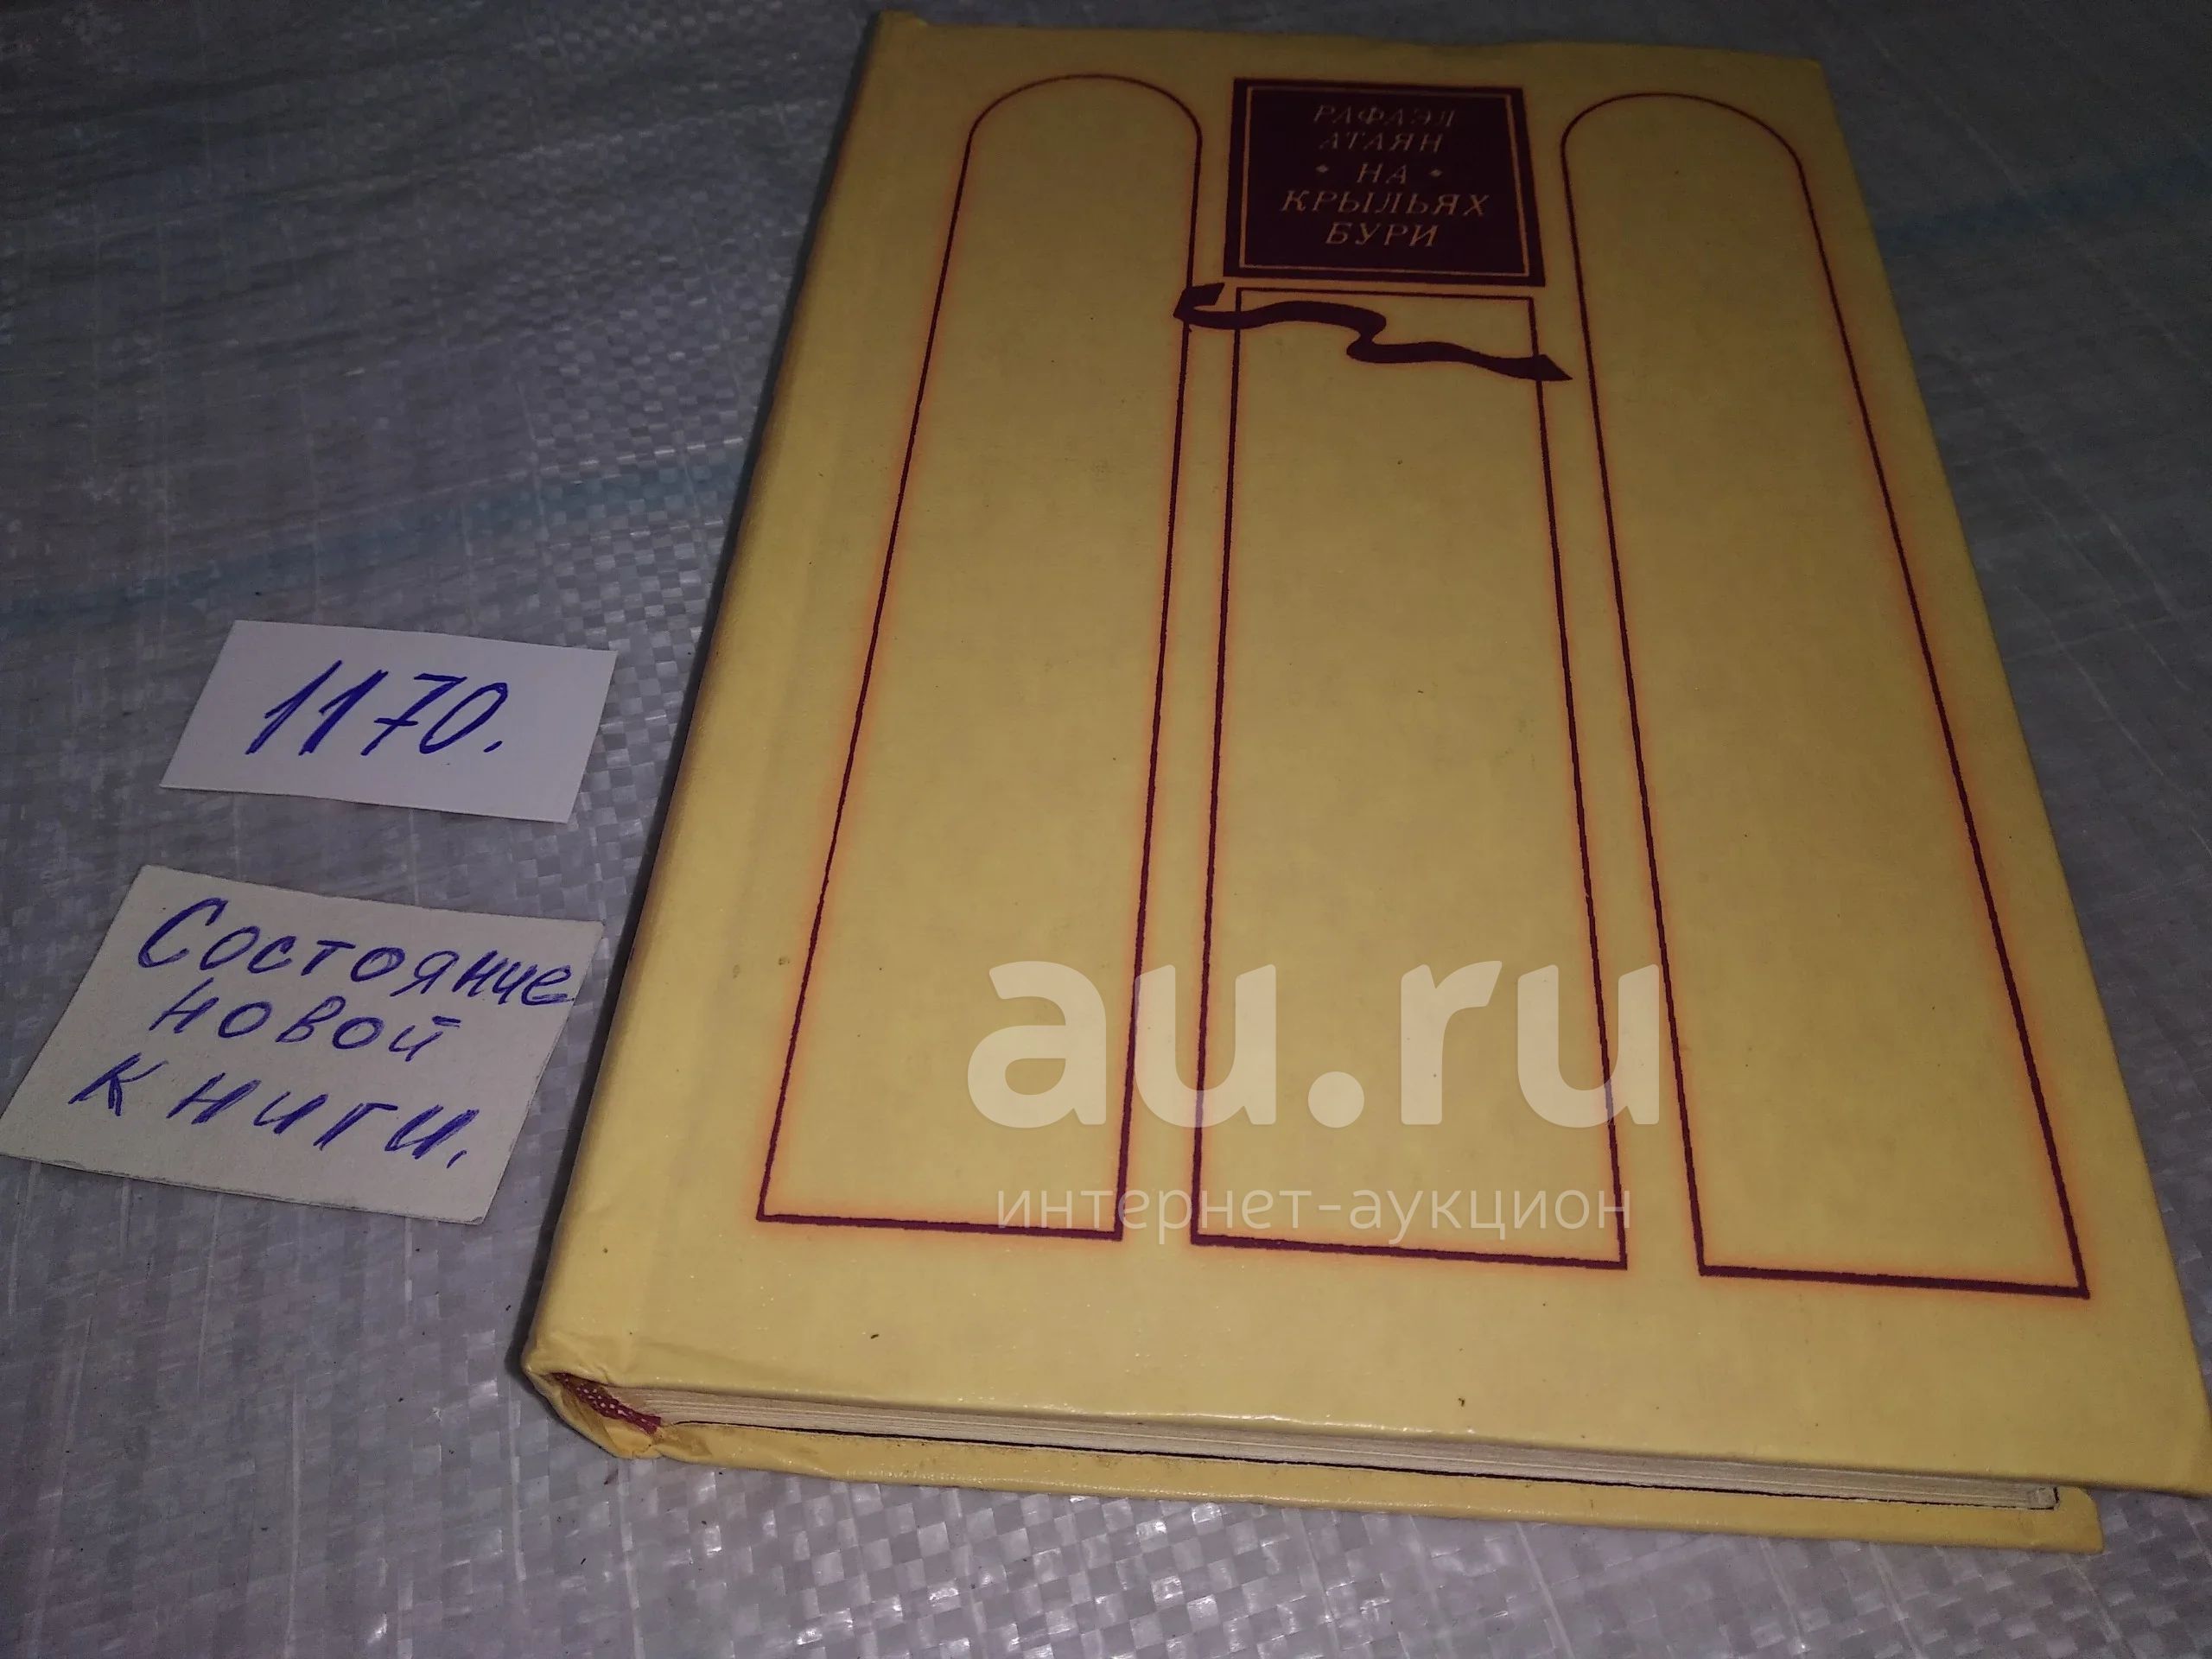 РАФАЭЛ
АТАЯН
• НА •
КРЫЛЬЯХ
БУРИ
1170.
Состояние
новой
книги.
au.ru
интернет-аукцион